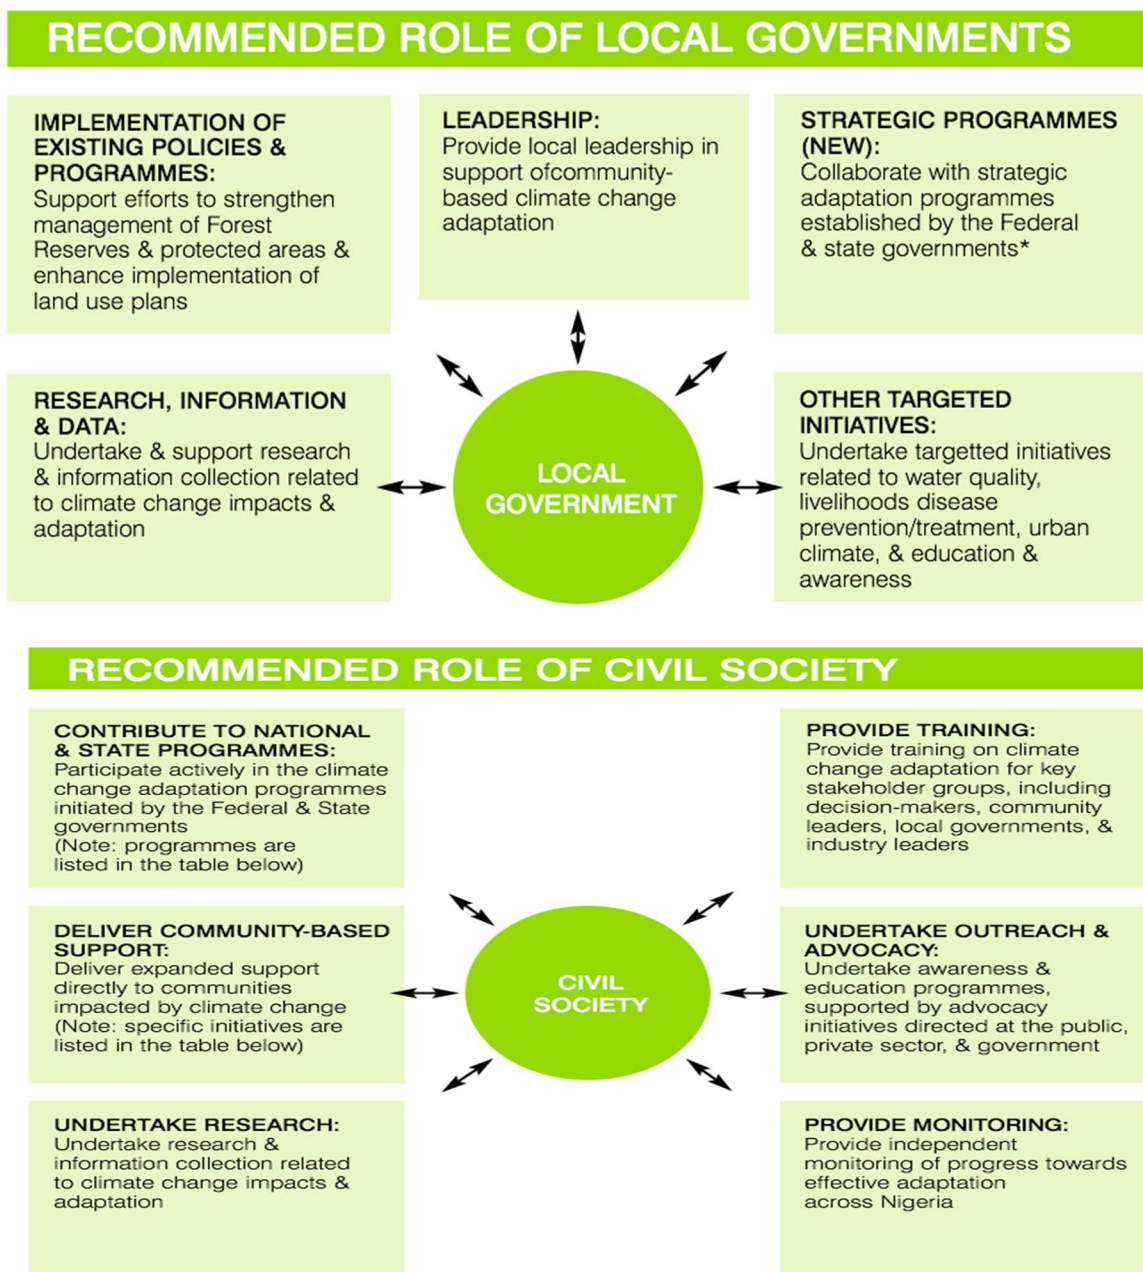 RECOMMENDED ROLE OF LOCAL GOVERNMENTS
IMPLEMENTATION OF
EXISTING POLICIES &
PROGRAMMES:
Support efforts to strengthen
management of Forest
Reserves & protected areas &
enhance implementation of
land use plans
LEADERSHIP:
Provide local leadership in
support ofcommunity-
based climate change
adaptation
STRATEGIC PROGRAMMES
(NEW):
Collaborate with strategic
adaptation programmes
established by the Federal
& state governments*
RESEARCH, INFORMATION
& DATA:
Undertake & support research
& information collection related
to climate change impacts &
adaptation
LOCAL
GOVERNMENT
OTHER TARGETED
INITIATIVES:
Undertake targetted initiatives
related to water quality,
livelihoods disease
prevention/treatment, urban
climate, & education &
awareness
RECOMMENDED ROLE OF CIVIL SOCIETY
CONTRIBUTE TO NATIONAL
& STATE PROGRAMMES:
Participate actively in the climate
change adaptation programmes
initiated by the Federal & State
governments
(Note: programmes are
listed in the table below)
PROVIDE TRAINING:
Provide training on climate
change adaptation for key
stakeholder groups, including
decision-makers, community
leaders, local governments, &
industry leaders
DELIVER COMMUNITY-BASED
SUPPORT:
Deliver expanded support
directly to communities
impacted by climate change
(Note: specific initiatives are
listed in the table below)
CIVIL
SOCIETY
UNDERTAKE OUTREACH &
ADVOCACY:
Undertake awareness &
education programmes,
supported by advocacy
initiatives directed at the public,
private sector, & government
UNDERTAKE RESEARCH:
Undertake research &
information collection related
to climate change impacts &
adaptation
PROVIDE MONITORING:
Provide independent
monitoring of progress towards
effective adaptation
across Nigeria